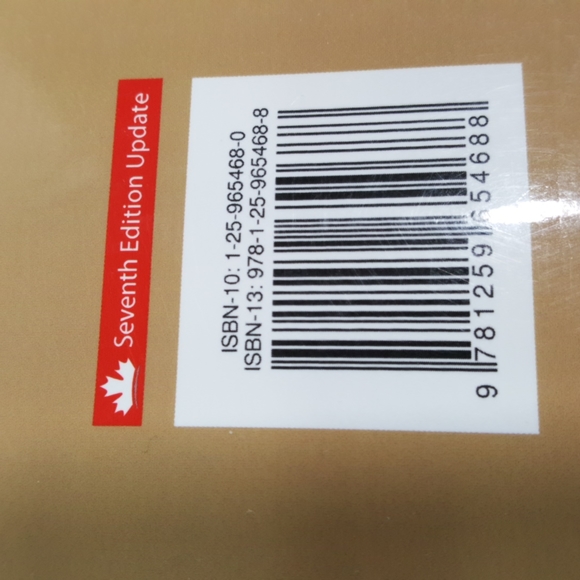 Seventh Edition Update
ISBN-10: 1-25-965468-0
ISBN-13: 978-1-25-965468-8
9 781259 654688